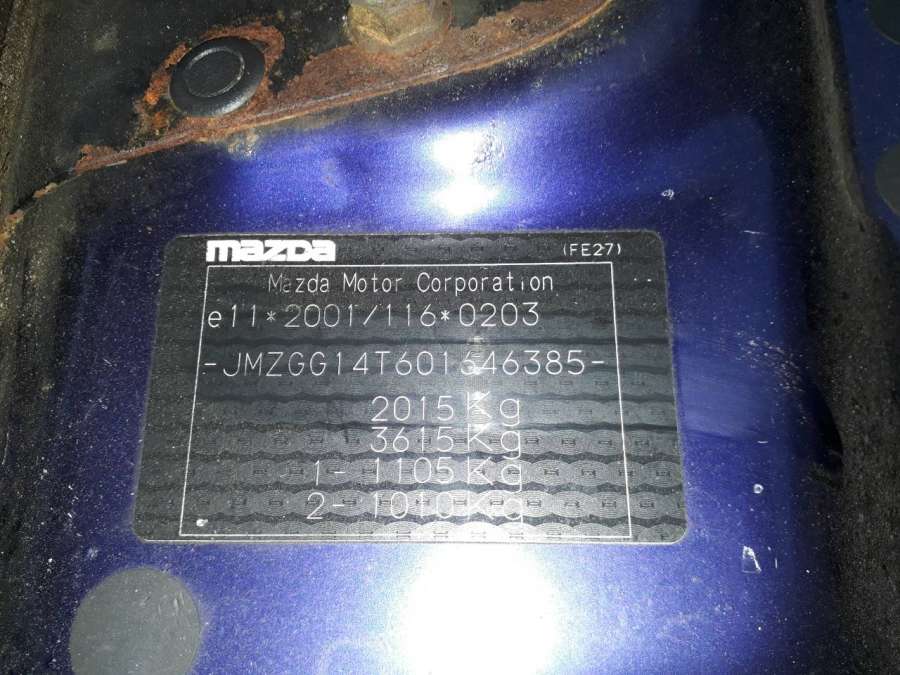 mazda (FE27)
Mazda Motor Corporation
e11*2001/116*0203
-JMZGG14T601646385-
2015Kg
3615Kg
1- 1105Kg
2- 1010Kg